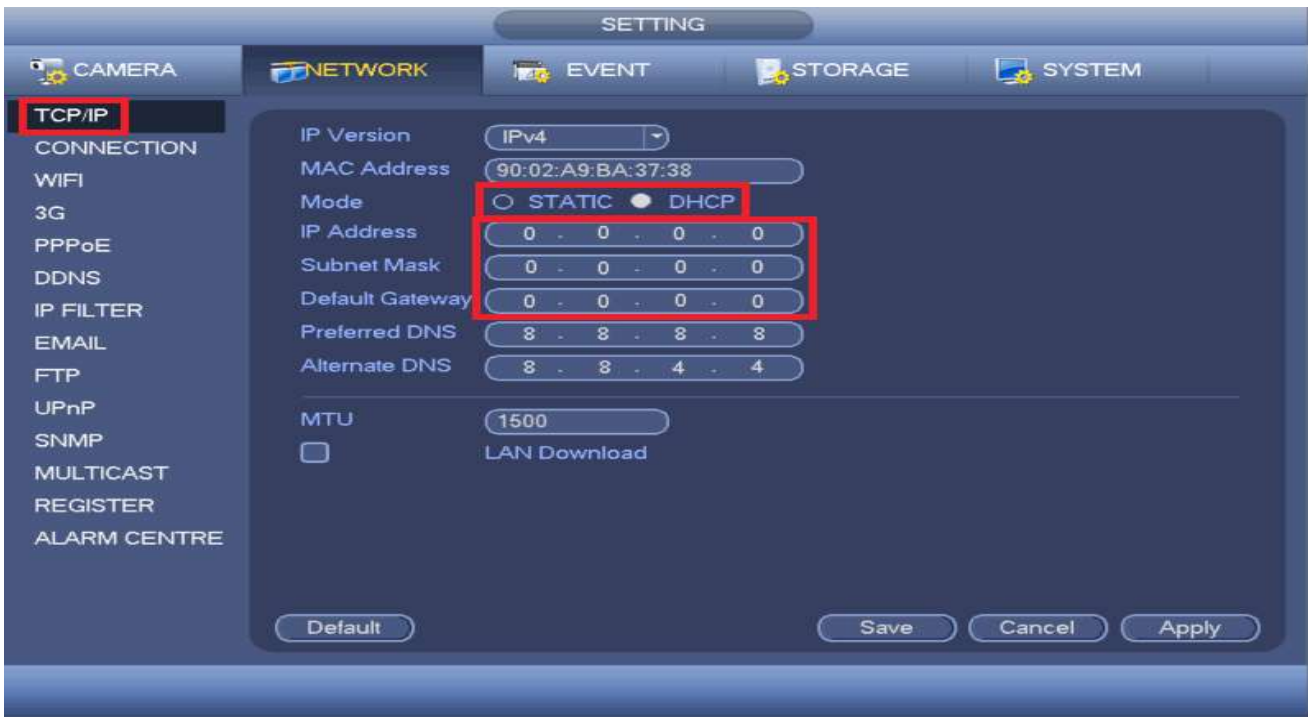 SETTING
CAMERA NETWORK EVENT STORAGE SYSTEM
TCP/IP
CONNECTION
WIFI
3G
PPPoE
DDNS
IP FILTER
EMAIL
FTP
UPnP
SNMP
MULTICAST
REGISTER
ALARM CENTRE
IP Version IPv4
MAC Address 90:02:A9:BA:37:38
Mode STATIC DHCP
IP Address 0 . 0 . 0 . 0
Subnet Mask 0 . 0 . 0 . 0
Default Gateway 0 . 0 . 0 . 0
Preferred DNS 8 . 8 . 8 . 8
Alternate DNS 8 . 8 . 4 . 4
MTU 1500
LAN Download
Default Save Cancel Apply